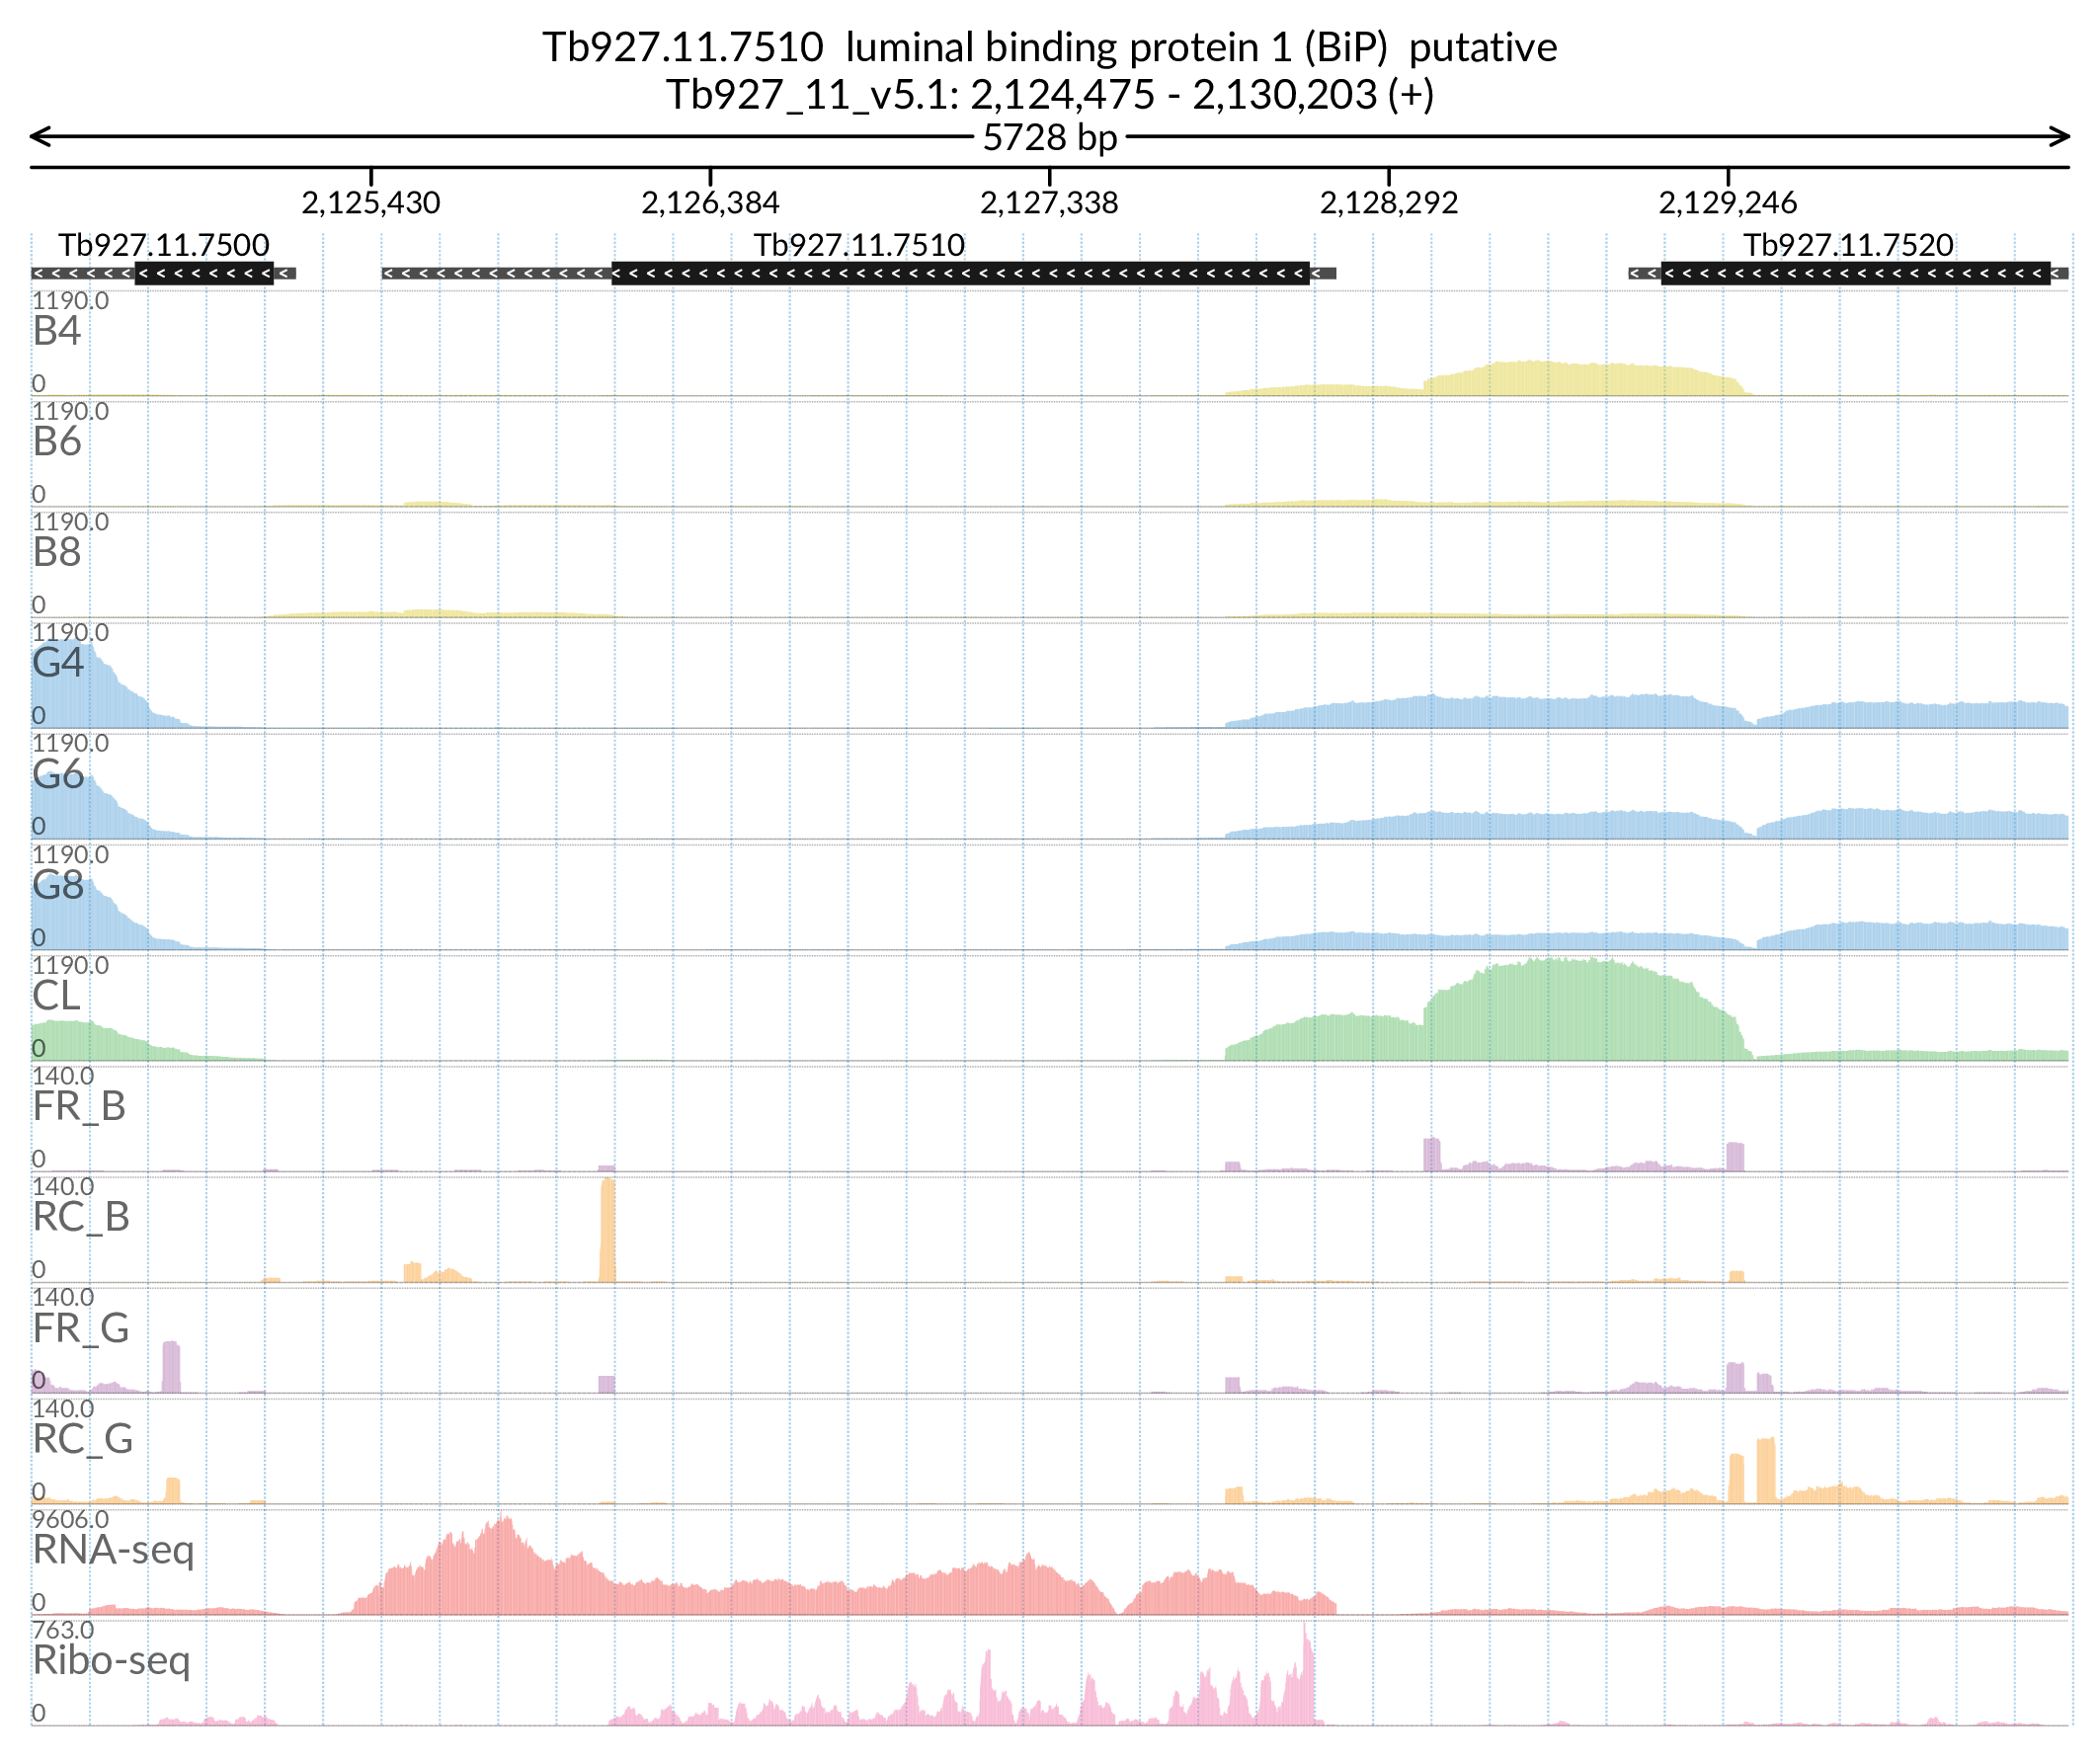 Tb927.11.7510 luminal binding protein 1 (BiP) putative
Tb927_11_v5.1: 2,124,475 - 2,130,203 (+)
5728 bp
2,125,430 2,126,384 2,127,338 2,128,292 2,129,246
Tb927.11.7500 Tb927.11.7510 Tb927.11.7520
1190.0
B4
0
1190.0
B6
0
1190.0
B8
0
1190.0
G4
0
1190.0
G6
0
1190.0
G8
0
1190.0
CL
0
140.0
FR_B
0
140.0
RC_B
0
140.0
FR_G
0
140.0
RC_G
0
9606.0
RNA-seq
0
763.0
Ribo-seq
0